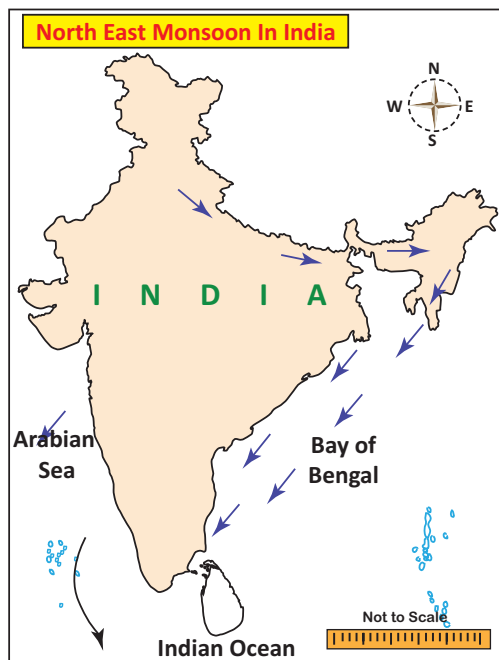 North East Monsoon In India
N
W E
S
I N D I A
Arabian
Sea
Bay of
Bengal
Not to Scale
Indian Ocean